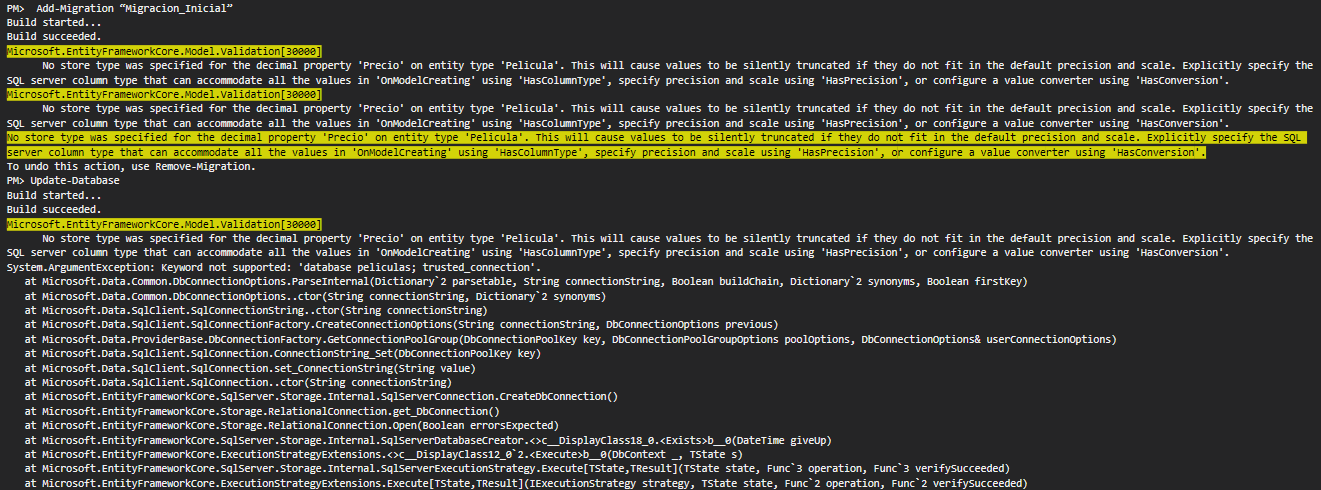 PM>  Add-Migration “Migracion_Inicial”
Build started...
Build succeeded.
Microsoft.EntityFrameworkCore.Model.Validation[30000]
      No store type was specified for the decimal property 'Precio' on entity type 'Pelicula'. This will cause values to be silently truncated if they do not fit in the default precision and scale. Explicitly specify the
SQL server column type that can accommodate all the values in 'OnModelCreating' using 'HasColumnType', specify precision and scale using 'HasPrecision', or configure a value converter using 'HasConversion'.
Microsoft.EntityFrameworkCore.Model.Validation[30000]
      No store type was specified for the decimal property 'Precio' on entity type 'Pelicula'. This will cause values to be silently truncated if they do not fit in the default precision and scale. Explicitly specify the
SQL server column type that can accommodate all the values in 'OnModelCreating' using 'HasColumnType', specify precision and scale using 'HasPrecision', or configure a value converter using 'HasConversion'.
No store type was specified for the decimal property 'Precio' on entity type 'Pelicula'. This will cause values to be silently truncated if they do not fit in the default precision and scale. Explicitly specify the SQL
server column type that can accommodate all the values in 'OnModelCreating' using 'HasColumnType', specify precision and scale using 'HasPrecision', or configure a value converter using 'HasConversion'.
To undo this action, use Remove-Migration.
PM> Update-Database
Build started...
Build succeeded.
Microsoft.EntityFrameworkCore.Model.Validation[30000]
      No store type was specified for the decimal property 'Precio' on entity type 'Pelicula'. This will cause values to be silently truncated if they do not fit in the default precision and scale. Explicitly specify the
SQL server column type that can accommodate all the values in 'OnModelCreating' using 'HasColumnType', specify precision and scale using 'HasPrecision', or configure a value converter using 'HasConversion'.
System.ArgumentException: Keyword not supported: 'database peliculas; trusted_connection'.
   at Microsoft.Data.Common.DbConnectionOptions.ParseInternal(Dictionary`2 parsetable, String connectionString, Boolean buildChain, Dictionary`2 synonyms, Boolean firstKey)
   at Microsoft.Data.Common.DbConnectionOptions..ctor(String connectionString, Dictionary`2 synonyms)
   at Microsoft.Data.SqlClient.SqlConnectionString..ctor(String connectionString)
   at Microsoft.Data.SqlClient.SqlConnectionFactory.CreateConnectionOptions(String connectionString, DbConnectionOptions previous)
   at Microsoft.Data.ProviderBase.DbConnectionFactory.GetConnectionPoolGroup(DbConnectionPoolKey key, DbConnectionPoolGroupOptions poolOptions, DbConnectionOptions& userConnectionOptions)
   at Microsoft.Data.SqlClient.SqlConnection.ConnectionString_Set(DbConnectionPoolKey key)
   at Microsoft.Data.SqlClient.SqlConnection.set_ConnectionString(String value)
   at Microsoft.Data.SqlClient.SqlConnection..ctor(String connectionString)
   at Microsoft.EntityFrameworkCore.SqlServer.Storage.Internal.SqlServerConnection.CreateDbConnection()
   at Microsoft.EntityFrameworkCore.Storage.RelationalConnection.get_DbConnection()
   at Microsoft.EntityFrameworkCore.Storage.RelationalConnection.Open(Boolean errorsExpected)
   at Microsoft.EntityFrameworkCore.SqlServer.Storage.Internal.SqlServerDatabaseCreator.<>c__DisplayClass18_0.<Exists>b__0(DateTime giveUp)
   at Microsoft.EntityFrameworkCore.ExecutionStrategyExtensions.<>c__DisplayClass12_0`2.<Execute>b__0(DbContext _, TState s)
   at Microsoft.EntityFrameworkCore.SqlServer.Storage.Internal.SqlServerExecutionStrategy.Execute[TState,TResult](TState state, Func`3 operation, Func`3 verifySucceeded)
   at Microsoft.EntityFrameworkCore.ExecutionStrategyExtensions.Execute[TState,TResult](IExecutionStrategy strategy, TState state, Func`2 operation, Func`2 verifySucceeded)